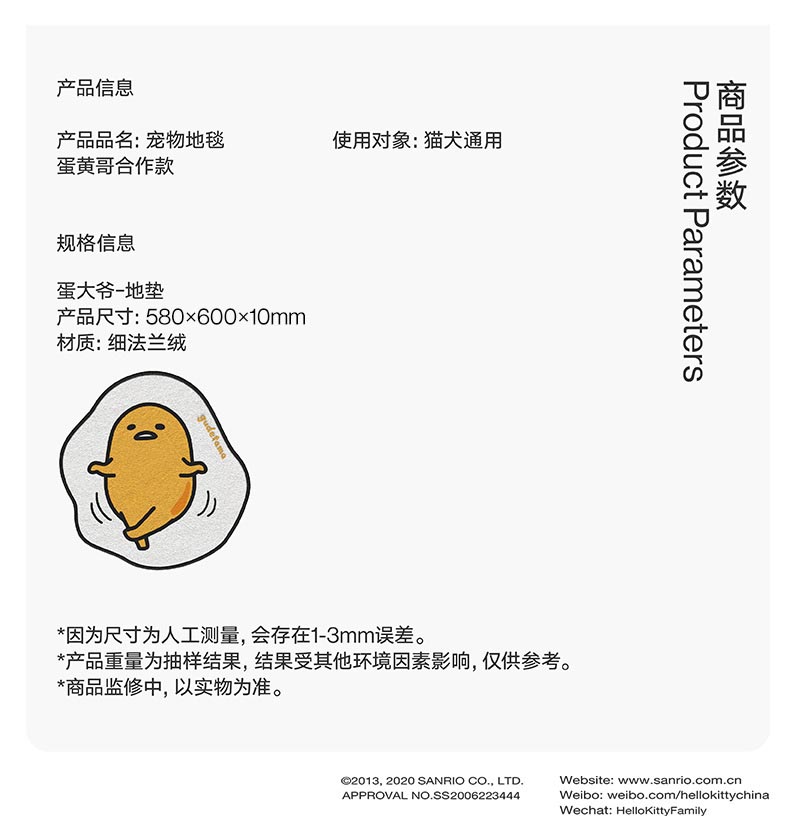 商品参数
Product Parameters
产品信息
产品品名: 宠物地毯
蛋黄哥合作款
使用对象: 猫犬通用
规格信息
蛋大爷-地垫
产品尺寸: 580×600×10mm
材质: 细法兰绒
gudetama
*因为尺寸为人工测量, 会存在1-3mm误差。
*产品重量为抽样结果, 结果受其他环境因素影响, 仅供参考。
*商品监修中, 以实物为准。
©2013, 2020 SANRIO CO., LTD.
APPROVAL NO.SS2006223444
Website: www.sanrio.com.cn
Weibo: weibo.com/hellokittychina
Wechat: HelloKittyFamily